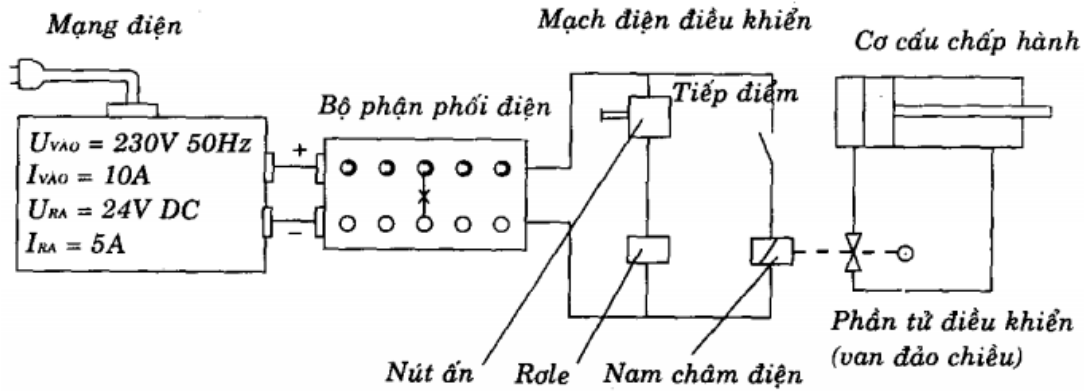 Mạng điện
Mạch điện điều khiển
Cơ cấu chấp hành
Bộ phận phối điện
Tiếp điểm
UVÀO = 230V 50Hz
IVÀO = 10A
URA = 24V DC
IRA = 5A
+
−
Phần tử điều khiển
(van đảo chiều)
Nút ấn
Rơle
Nam châm điện